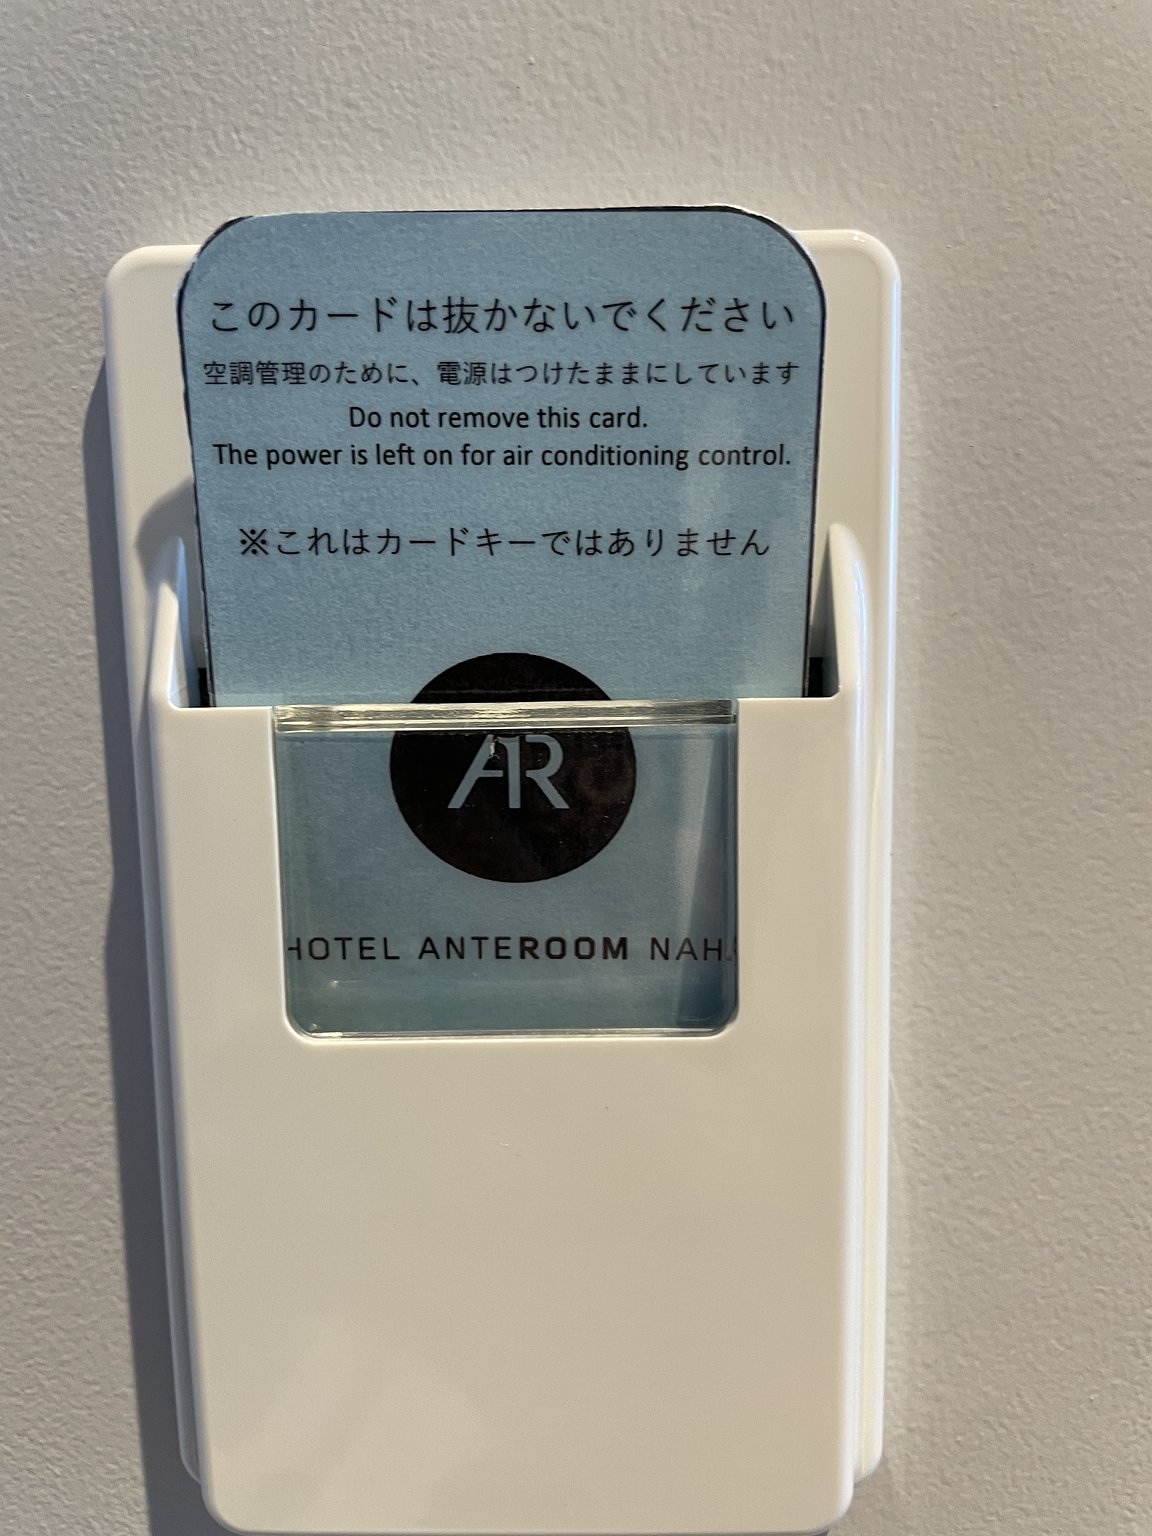 このカードは抜かないでください
空調管理のために、電源はつけたままにしています
Do not remove this card.
The power is left on for air conditioning control.
※これはカードキーではありません
AR
HOTEL ANTEROOM